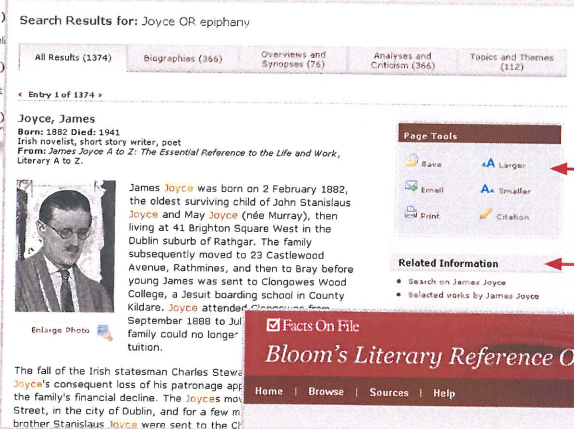 Search Results for: Joyce OR epiphany
All Results (1374)
Biographies (366)
Overviews and
Synopses (76)
Analyses and
Criticism (366)
Topics and Themes
(112)
Entry 1 of 1374
Joyce, James
Born: 1882 Died: 1941
Irish novelist, short story writer, poet
From: James Joyce A to Z: The Essential Reference to the Life and Work,
Literary A to Z.
James Joyce was born on 2 February 1882,
the oldest surviving child of John Stanislaus
Joyce and May Joyce (née Murray), then
living at 41 Brighton Square West in the
Dublin suburb of Rathgar. The family
subsequently moved to 23 Castlewood
Avenue, Rathmines, and then to Bray before
young James was sent to Clongowes Wood
College, a Jesuit boarding school in County
Kildare. Joyce attended Clongowes from
September 1888 to Jul
family could no longer
tuition.
Enlarge Photo
The fall of the Irish statesman Charles Stewa
Joyce's consequent loss of his patronage app
the family's financial decline. The Joyces mov
Street, in the city of Dublin, and for a few m
brother Stanislaus Joyce were sent to the Ch
Page Tools
Save
Larger
Email
Smaller
Print
Citation
Related Information
Search on James Joyce
Selected works by James Joyce
Facts On File
Bloom's Literary Reference O
Home | Browse | Sources | Help